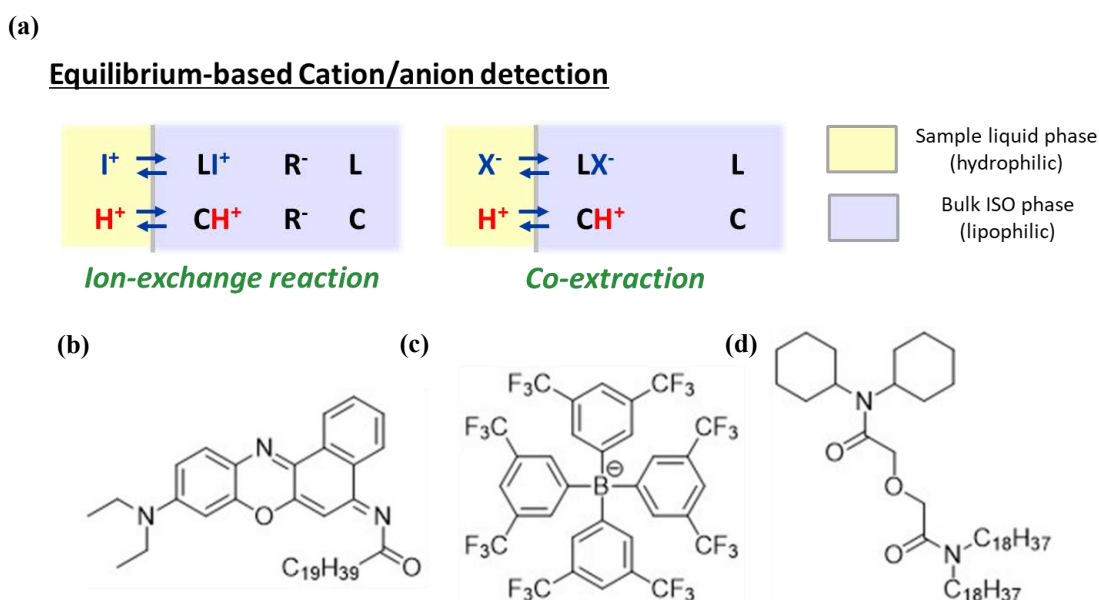 (a)
Equilibrium-based Cation/anion detection
I⁺ LI⁺ R⁻ L
H⁺ CH⁺ R⁻ C
Ion-exchange reaction
X⁻ LX⁻ L
H⁺ CH⁺ C
Co-extraction
Sample liquid phase
(hydrophilic)
Bulk ISO phase
(lipophilic)
(b)
N
N
O
N
C₁₉H₃₉
O
(c)
F₃C
CF₃
F₃C
CF₃
B
⊖
F₃C
CF₃
F₃C
CF₃
(d)
N
O
O
O
N
C₁₈H₃₇
C₁₈H₃₇